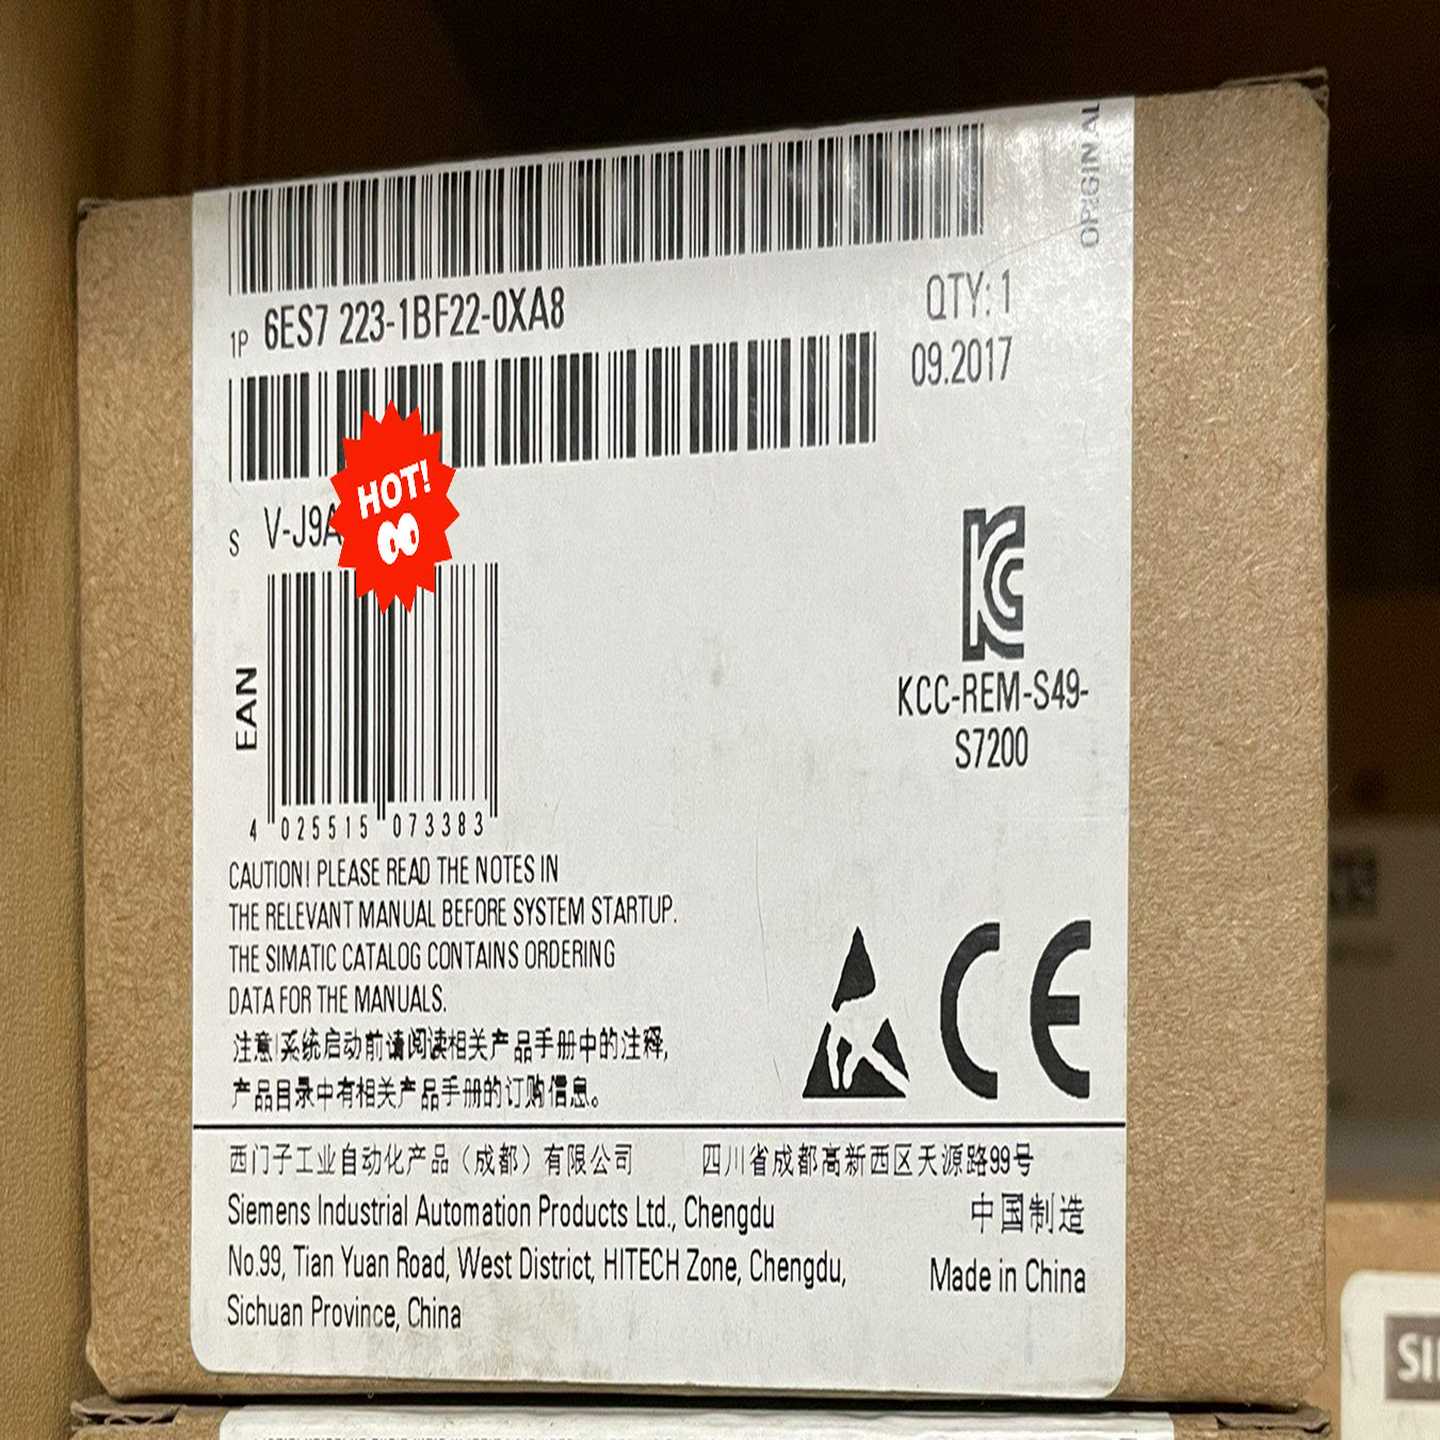 ORIGINAL
1P 6ES7 223-1BF22-0XA8
QTY: 1
09.2017
HOT!
S V-J9A
KCC-REM-S49-
S7200
EAN
4 025515 073383
CAUTION! PLEASE READ THE NOTES IN
THE RELEVANT MANUAL BEFORE SYSTEM STARTUP.
THE SIMATIC CATALOG CONTAINS ORDERING
DATA FOR THE MANUALS.
注意!系统启动前请阅读相关产品手册中的注释,
产品目录中有相关产品手册的订购信息。
CE
西门子工业自动化产品（成都）有限公司 四川省成都高新西区天源路99号
Siemens Industrial Automation Products Ltd., Chengdu
中国制造
No.99, Tian Yuan Road, West District, HITECH Zone, Chengdu,
Made in China
Sichuan Province, China